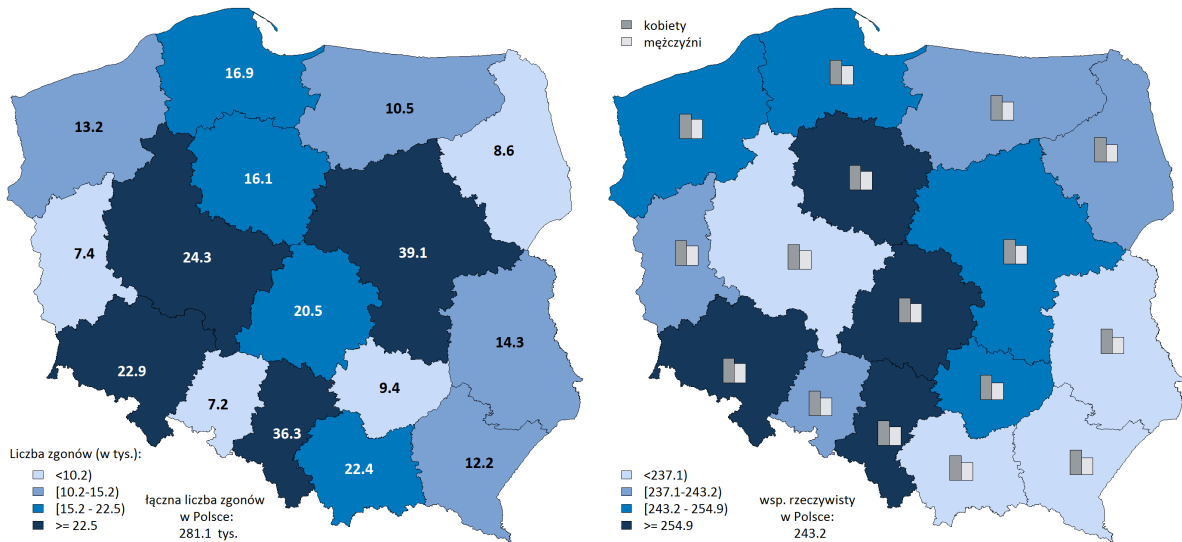 16.9
10.5
13.2
8.6
16.1
7.4
24.3
39.1
20.5
14.3
22.9
9.4
7.2
36.3
22.4
12.2
Liczba zgonów (w tys.):
<10.2)
[10.2-15.2)
[15.2 - 22.5)
>= 22.5
łączna liczba zgonów
w Polsce:
281.1 tys.
kobiety
mężczyźni
<237.1)
[237.1-243.2)
[243.2 - 254.9)
>= 254.9
wsp. rzeczywisty
w Polsce:
243.2